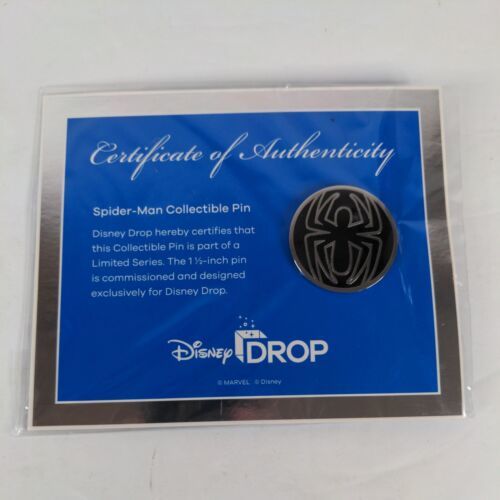 Certificate of Authenticity
Spider-Man Collectible Pin
Disney Drop hereby certifies that
this Collectible Pin is part of a
Limited Series. The 1 ½-inch pin
is commissioned and designed
exclusively for Disney Drop.
Disney DROP
© MARVEL © Disney